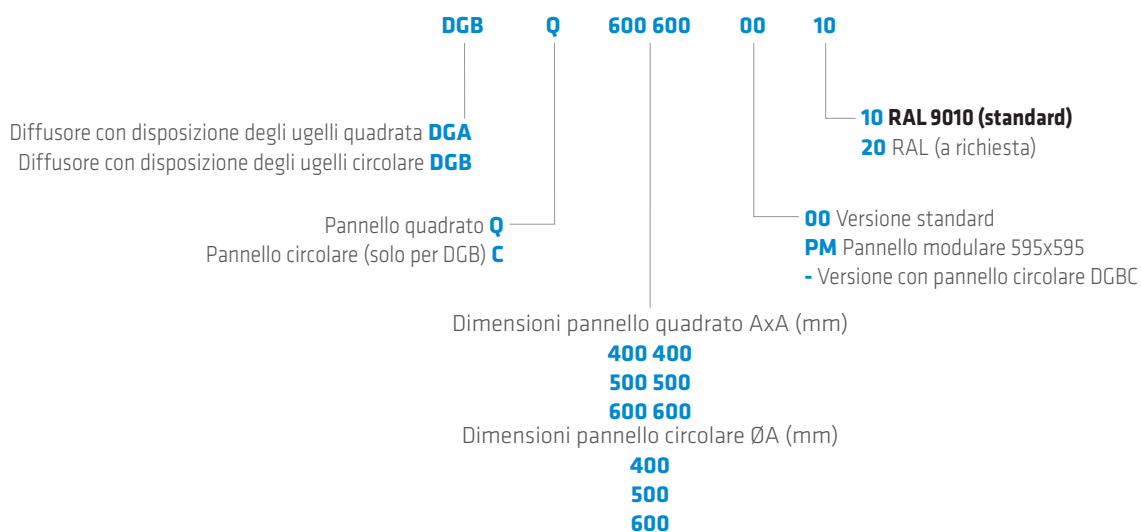 DGB Q 600 600 00 10
Diffusore con disposizione degli ugelli quadrata DGA
Diffusore con disposizione degli ugelli circolare DGB
10 RAL 9010 (standard)
20 RAL (a richiesta)
Pannello quadrato Q
Pannello circolare (solo per DGB) C
00 Versione standard
PM Pannello modulare 595x595
- Versione con pannello circolare DGBC
Dimensioni pannello quadrato AxA (mm)
400 400
500 500
600 600
Dimensioni pannello circolare ØA (mm)
400
500
600